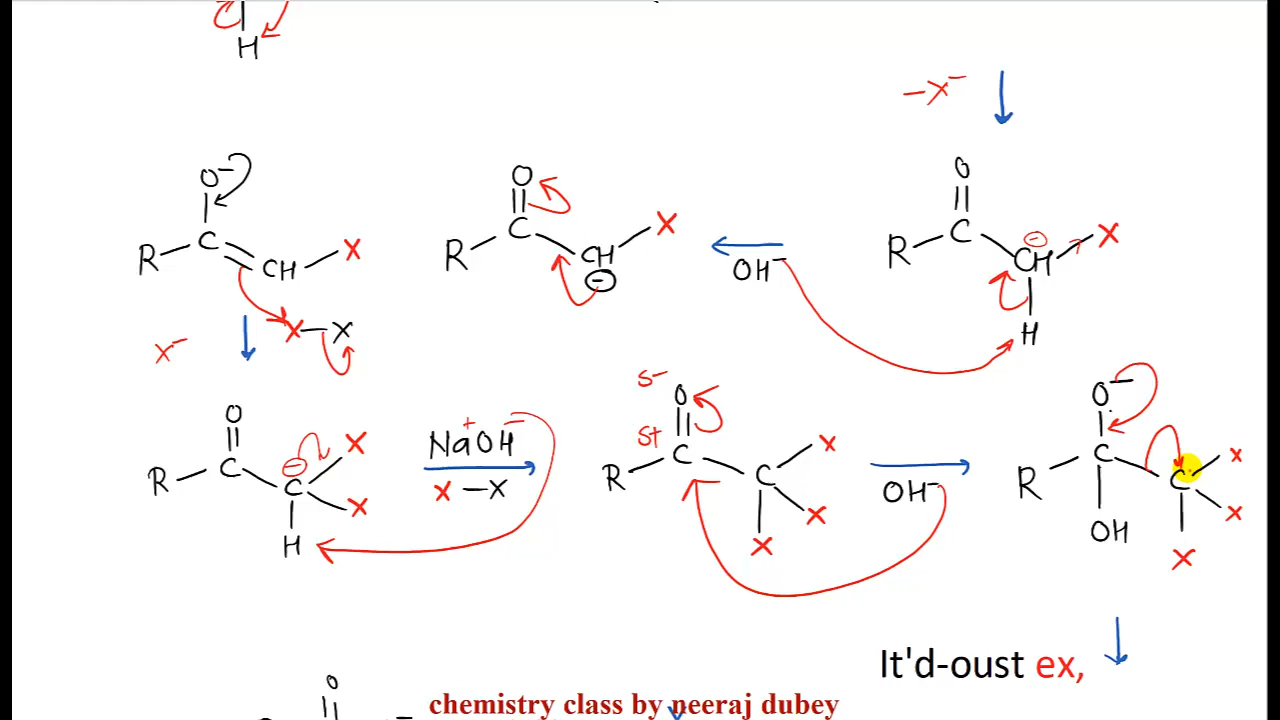 H
−X⁻
O⁻ O O
R C CH X
R C CH X
OH⁻
R C CH X
⊖ ⊖
H
X−X
X⁻
O NaOH⁻ δ− O O⁻
+
R C C X X H ⊖
X−X
δ+ R C C X X X
OH⁻
R C C X X X
OH
It'd-oust ex,
O
chemistry class by neeraj dubey